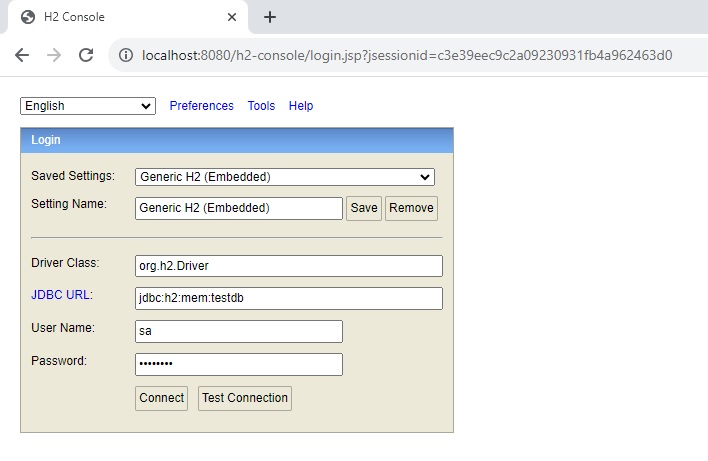 H2 Console
localhost:8080/h2-console/login.jsp?jsessionid=c3e39eec9c2a09230931fb4a962463d0
English Preferences Tools Help
Login
Saved Settings: Generic H2 (Embedded)
Setting Name: Generic H2 (Embedded) Save Remove
Driver Class: org.h2.Driver
JDBC URL: jdbc:h2:mem:testdb
User Name: sa
Password: ••••••••
Connect Test Connection